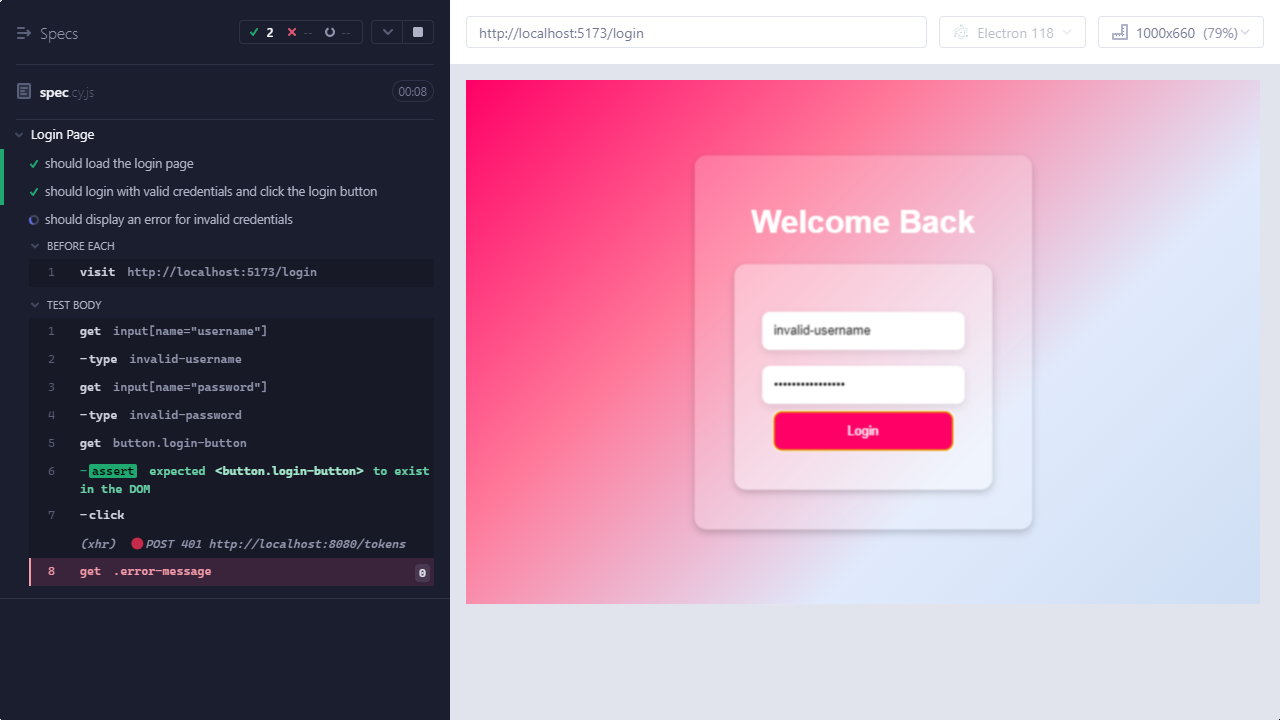 Specs
2
--
--
spec.cy.js
00:08
Login Page
should load the login page
should login with valid credentials and click the login button
should display an error for invalid credentials
BEFORE EACH
1 visit http://localhost:5173/login
TEST BODY
1 get input[name="username"]
2 -type invalid-username
3 get input[name="password"]
4 -type invalid-password
5 get button.login-button
6 -assert expected <button.login-button> to exist
in the DOM
7 -click
(xhr) POST 401 http://localhost:8080/tokens
8 get .error-message 0
http://localhost:5173/login
Electron 118
1000x660 (79%)
Welcome Back
invalid-username
••••••••••••••••
Login